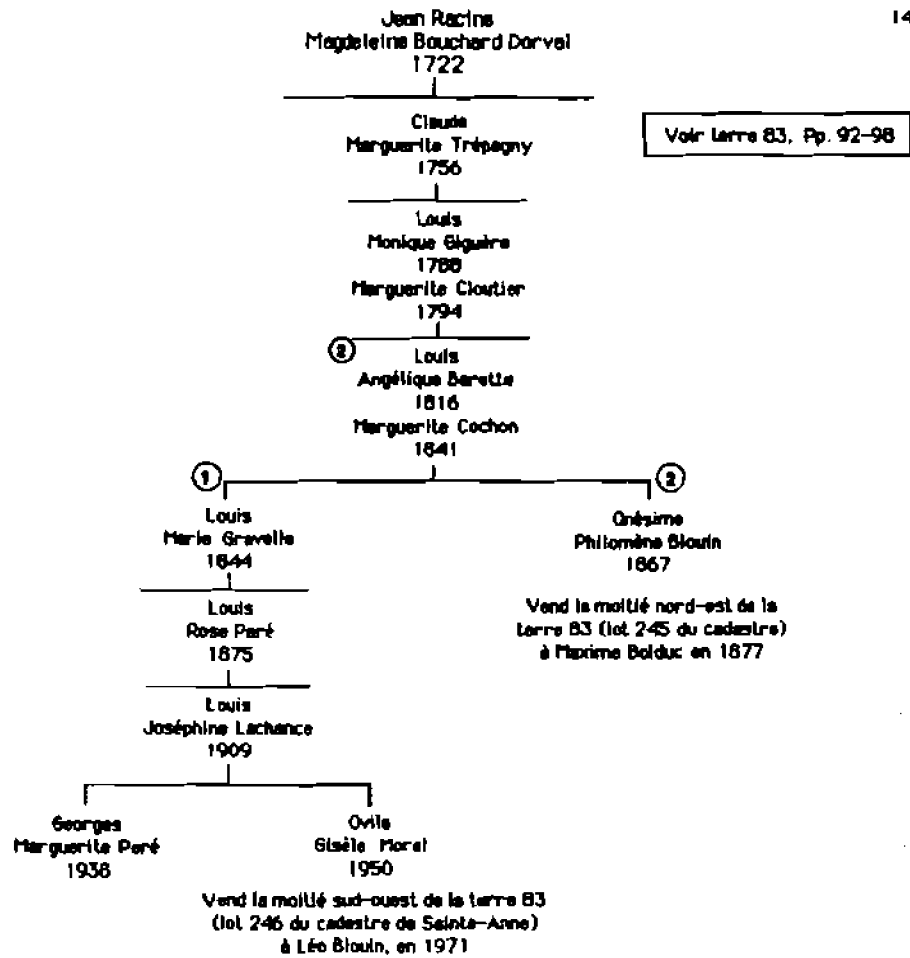 14
Jean Racine
Magdeleine Bouchard Dorval
1722
Claude
Marguerite Trépagny
1756
Voir terre 83, Pp. 92-98
Louis
Monique Giguère
1788
Marguerite Cloutier
1794
2
Louis
Angélique Barette
1816
Marguerite Cochon
1841
1
2
Louis
Marie Gravelle
1844
Onésime
Philomène Blouin
1867
Vend la moitié nord-est de la
terre 83 (lot 245 du cadastre)
à Maxime Bolduc en 1877
Louis
Rose Paré
1875
Louis
Joséphine Lachance
1909
Georges
Marguerite Paré
1938
Ovila
Gisèle Morel
1950
Vend la moitié sud-ouest de la terre 83
(lot 246 du cadastre de Sainte-Anne)
à Léo Blouin, en 1971